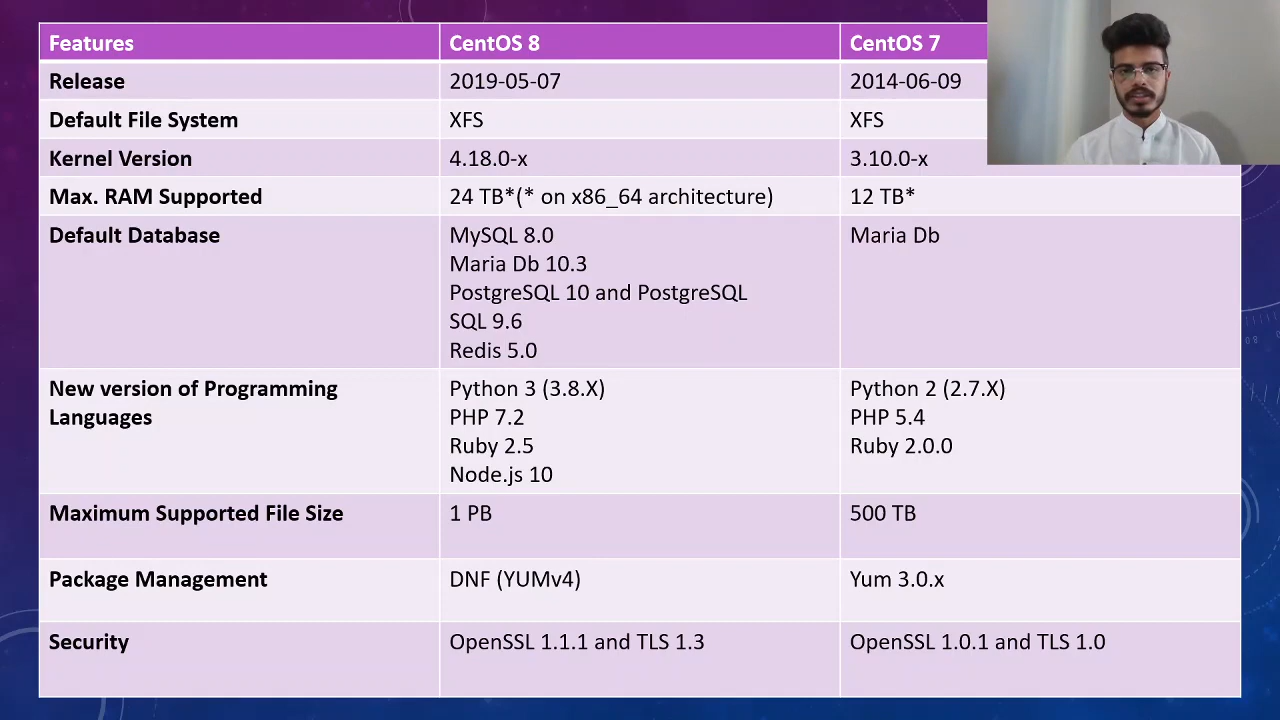 Features CentOS 8 CentOS 7
Release 2019-05-07 2014-06-09
Default File System XFS XFS
Kernel Version 4.18.0-x 3.10.0-x
Max. RAM Supported 24 TB*(* on x86_64 architecture) 12 TB*
Default Database MySQL 8.0 Maria Db
Maria Db 10.3
PostgreSQL 10 and PostgreSQL
SQL 9.6
Redis 5.0
New version of Programming Python 3 (3.8.X) Python 2 (2.7.X)
Languages PHP 7.2 PHP 5.4
Ruby 2.5 Ruby 2.0.0
Node.js 10
Maximum Supported File Size 1 PB 500 TB
Package Management DNF (YUMv4) Yum 3.0.x
Security OpenSSL 1.1.1 and TLS 1.3 OpenSSL 1.0.1 and TLS 1.0